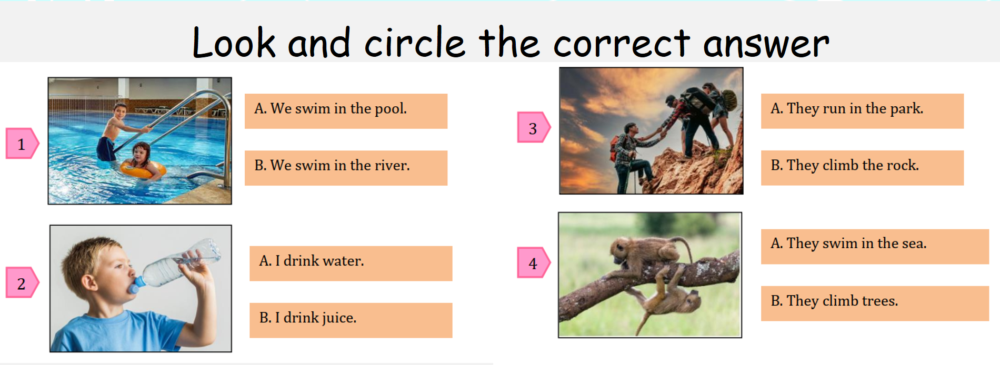 Look and circle the correct answer
1
A. We swim in the pool.
B. We swim in the river.
2
A. I drink water.
B. I drink juice.
3
A. They run in the park.
B. They climb the rock.
4
A. They swim in the sea.
B. They climb trees.